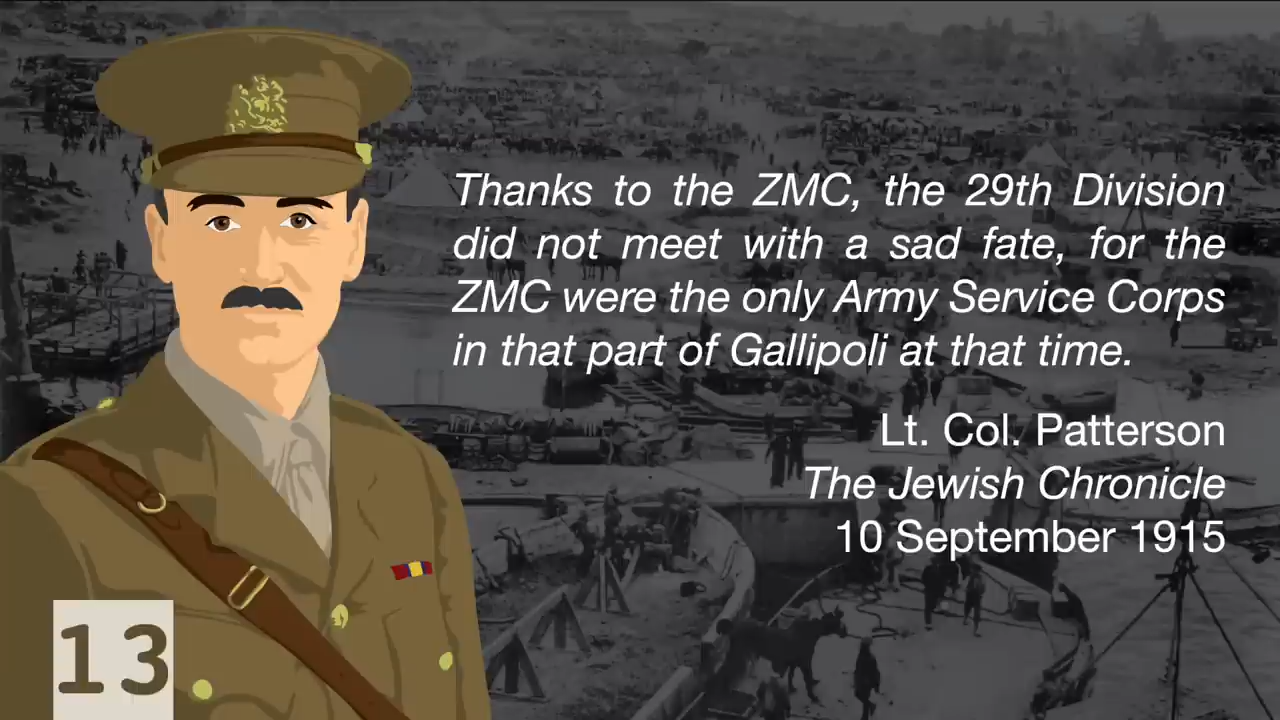 Thanks to the ZMC, the 29th Division
did not meet with a sad fate, for the
ZMC were the only Army Service Corps
in that part of Gallipoli at that time.
Lt. Col. Patterson
The Jewish Chronicle
10 September 1915
13